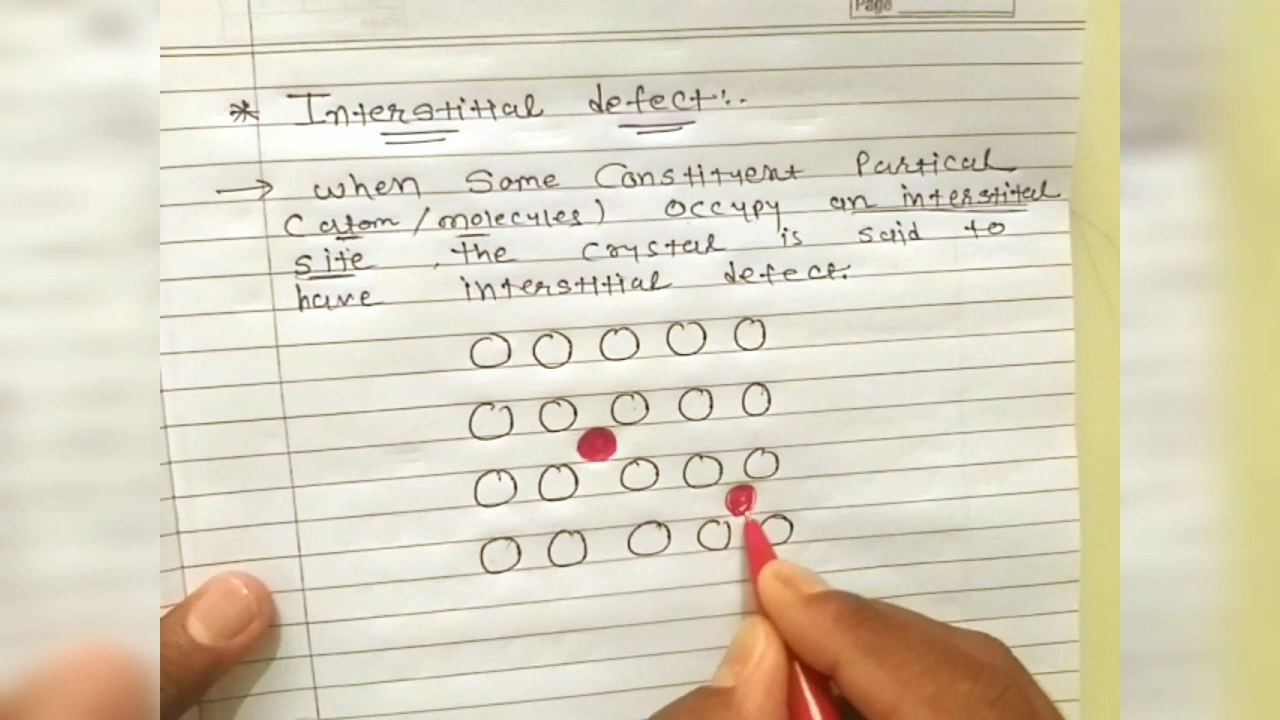 Page
* Interstitial defect:.
→ when Some Constituent Partical
(atom/molecules) occupy an interstital
site , the crystal is said to
have interstitial defect.